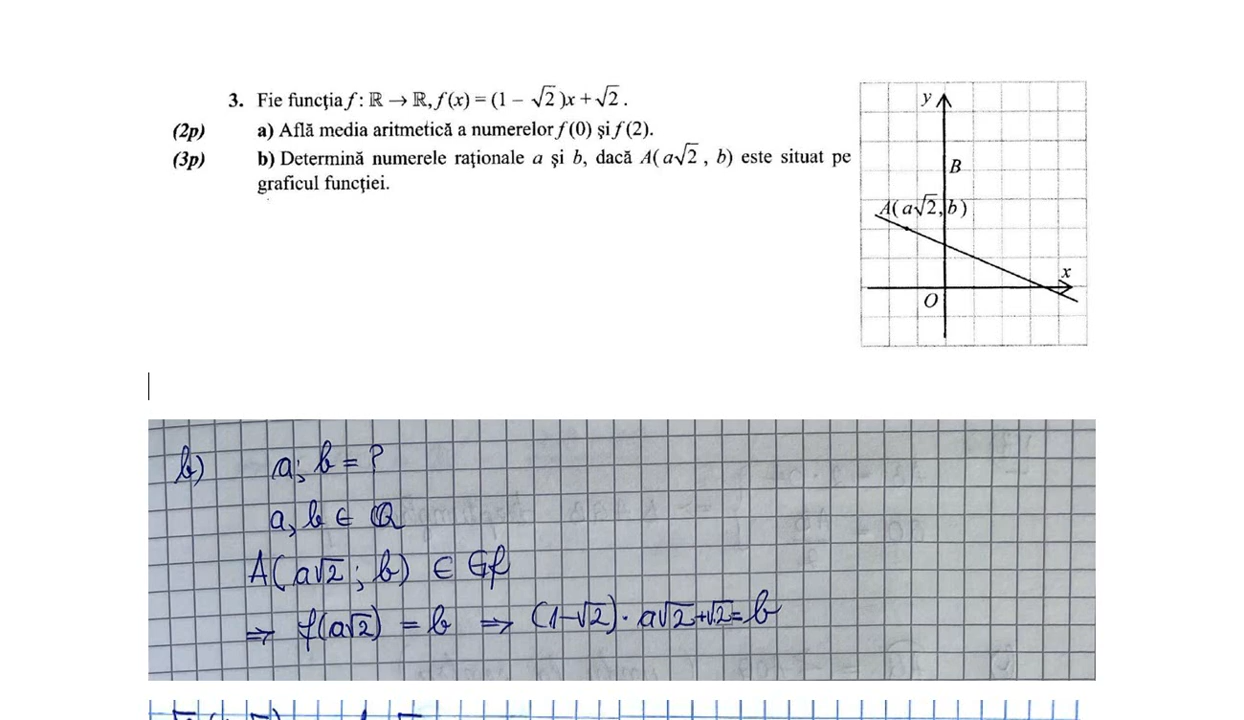 3. Fie funcția f : ℝ → ℝ, f(x) = (1 − √2)x + √2.
(2p) a) Află media aritmetică a numerelor f(0) și f(2).
(3p) b) Determină numerele raționale a și b, dacă A(a√2, b) este situat pe
graficul funcției.
y
B
A(a√2, b)
x
O
b) a; b = ?
a, b ∈ Q
A(a√2; b) ∈ Gf
⇒ f(a√2) = b ⇒ (1−√2)·a√2+√2=b